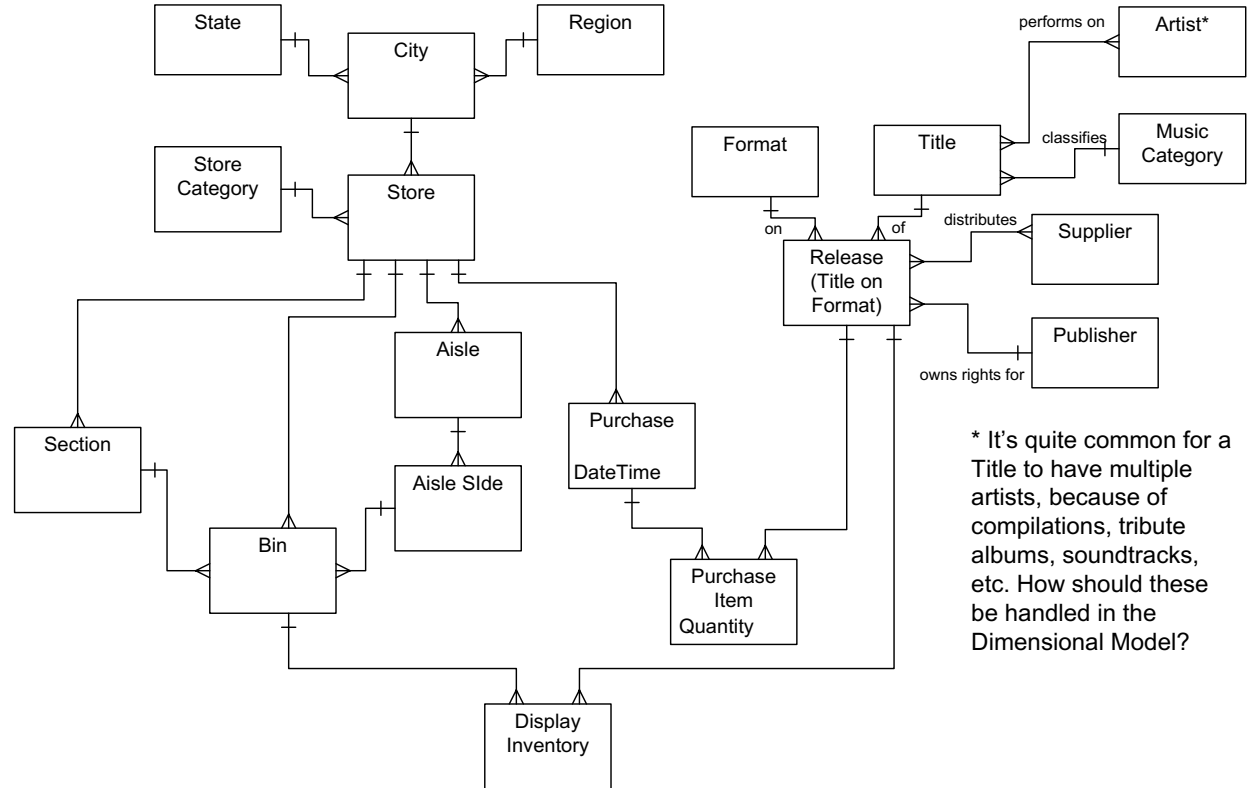 State
City
Region
performs on
Artist*
Store
Category
Store
Format
Title
classifies
Music
Category
on
of
distributes
Supplier
Release
(Title on
Format)
Publisher
owns rights for
Aisle
Section
Aisle SIde
Purchase
DateTime
Bin
Purchase
Item
Quantity
Display
Inventory
* It's quite common for a
Title to have multiple
artists, because of
compilations, tribute
albums, soundtracks,
etc. How should these
be handled in the
Dimensional Model?